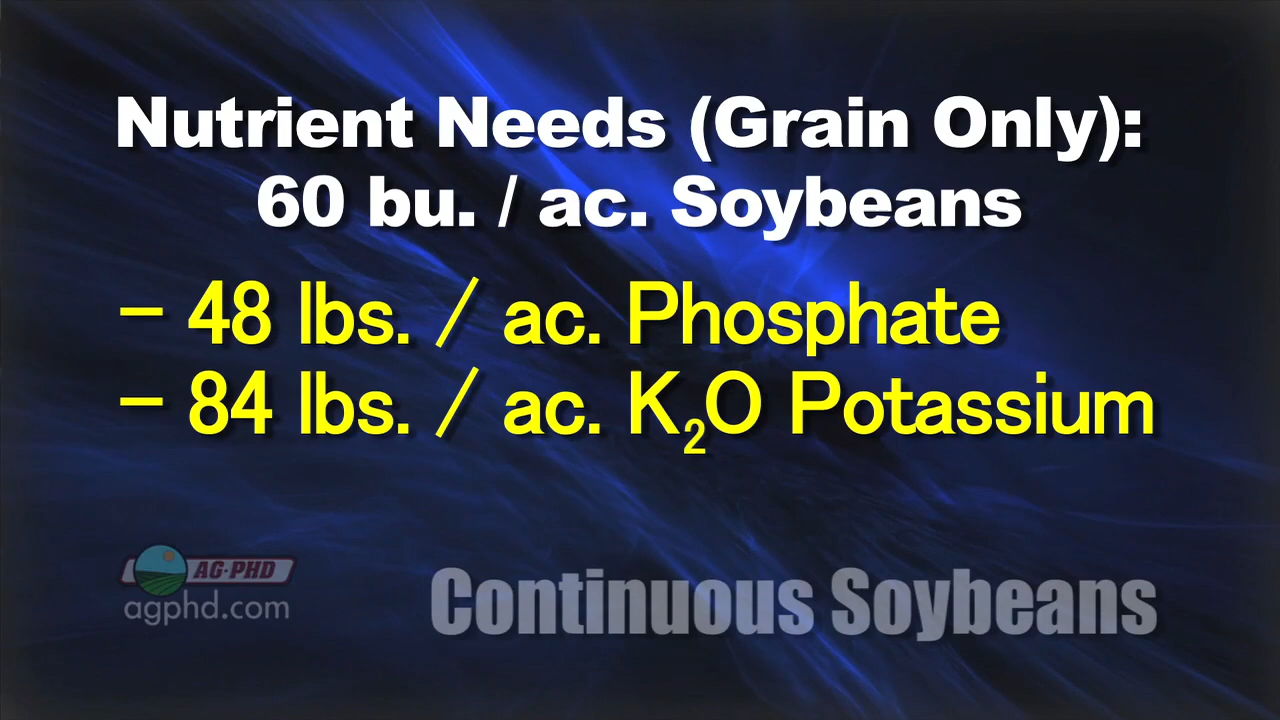 Nutrient Needs (Grain Only):
60 bu. / ac. Soybeans
– 48 lbs. / ac. Phosphate
– 84 lbs. / ac. K₂O Potassium
AG·PHD
agphd.com
Continuous Soybeans